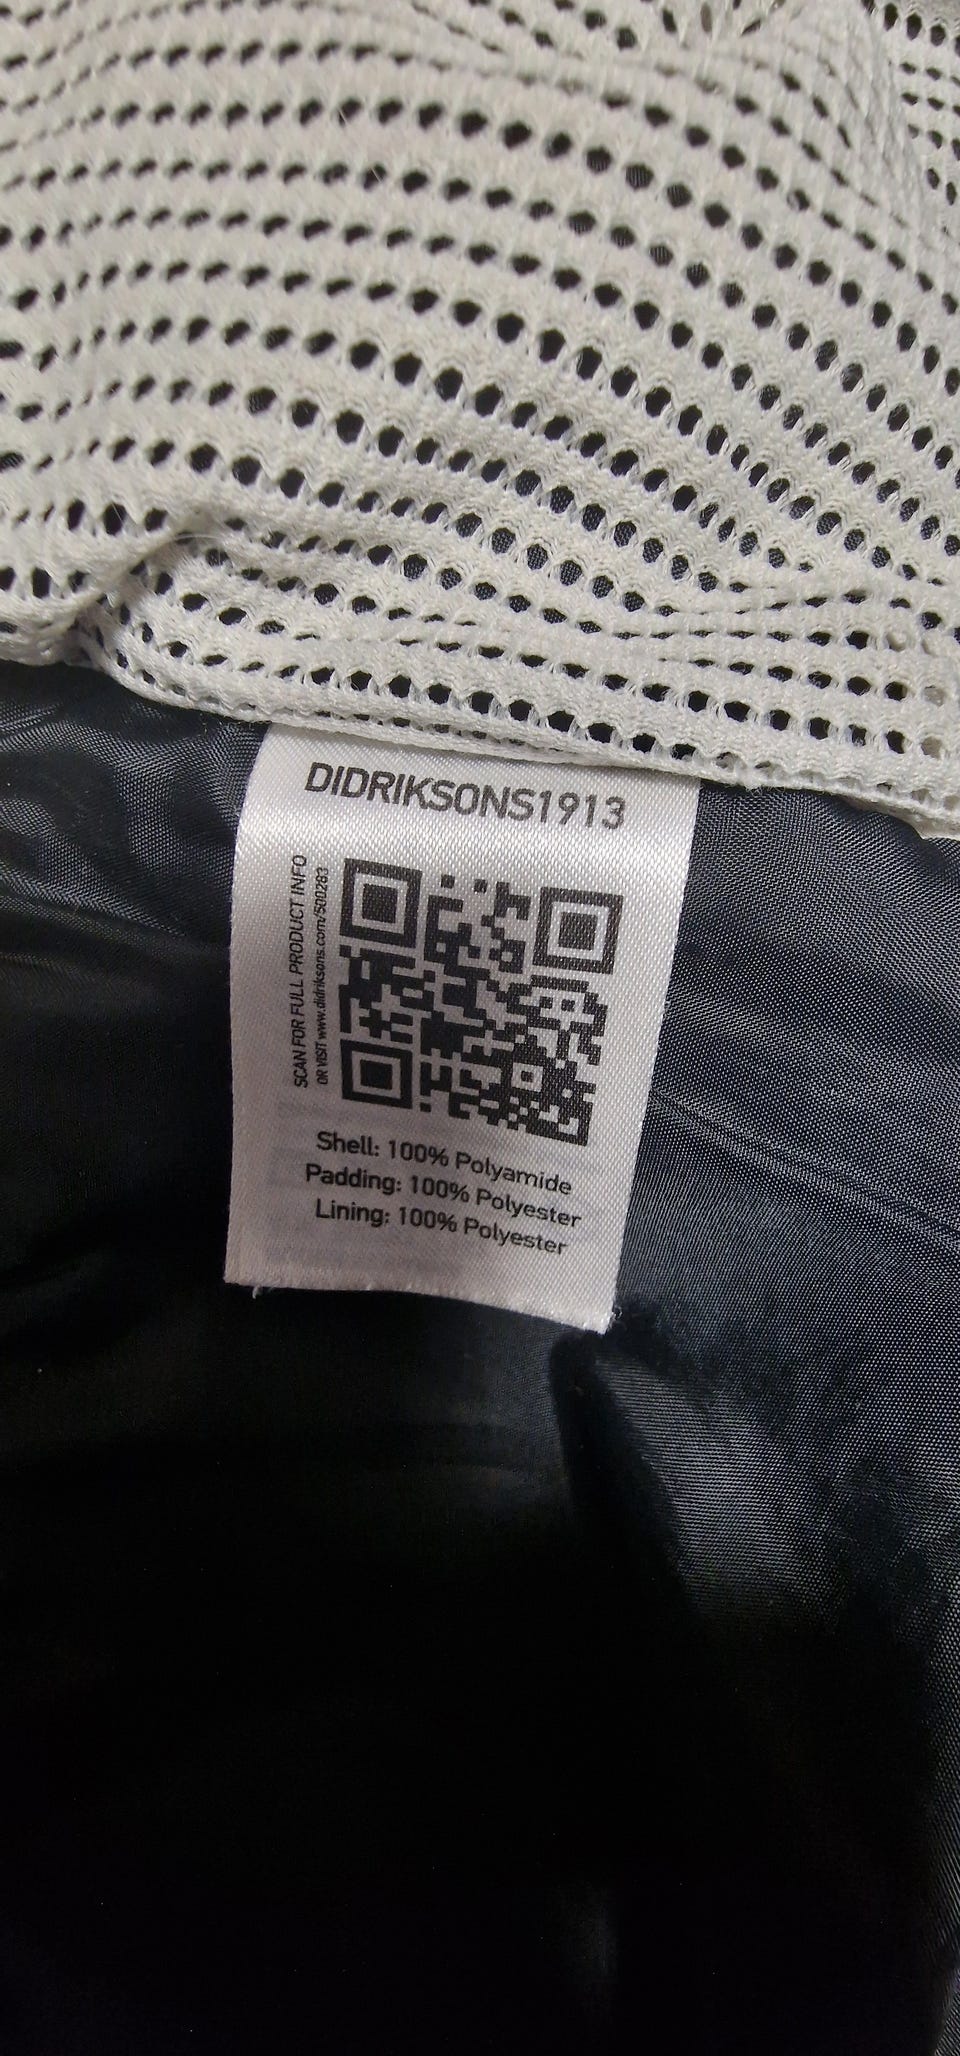 DIDRIKSONS1913
SCAN FOR FULL PRODUCT INFO
OR VISIT www.didriksons.com/500283
Shell: 100% Polyamide
Padding: 100% Polyester
Lining: 100% Polyester